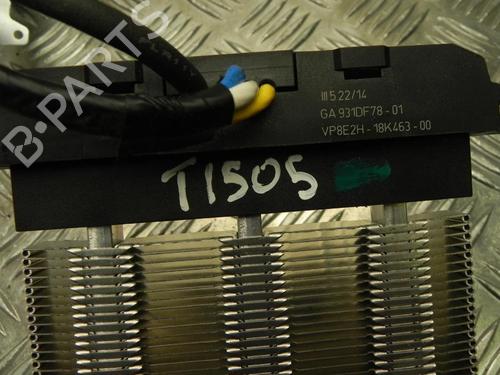 III 5 22/14
GA 931DF78-01
VP8E2H-18K463-00
T1505
B-PARTS